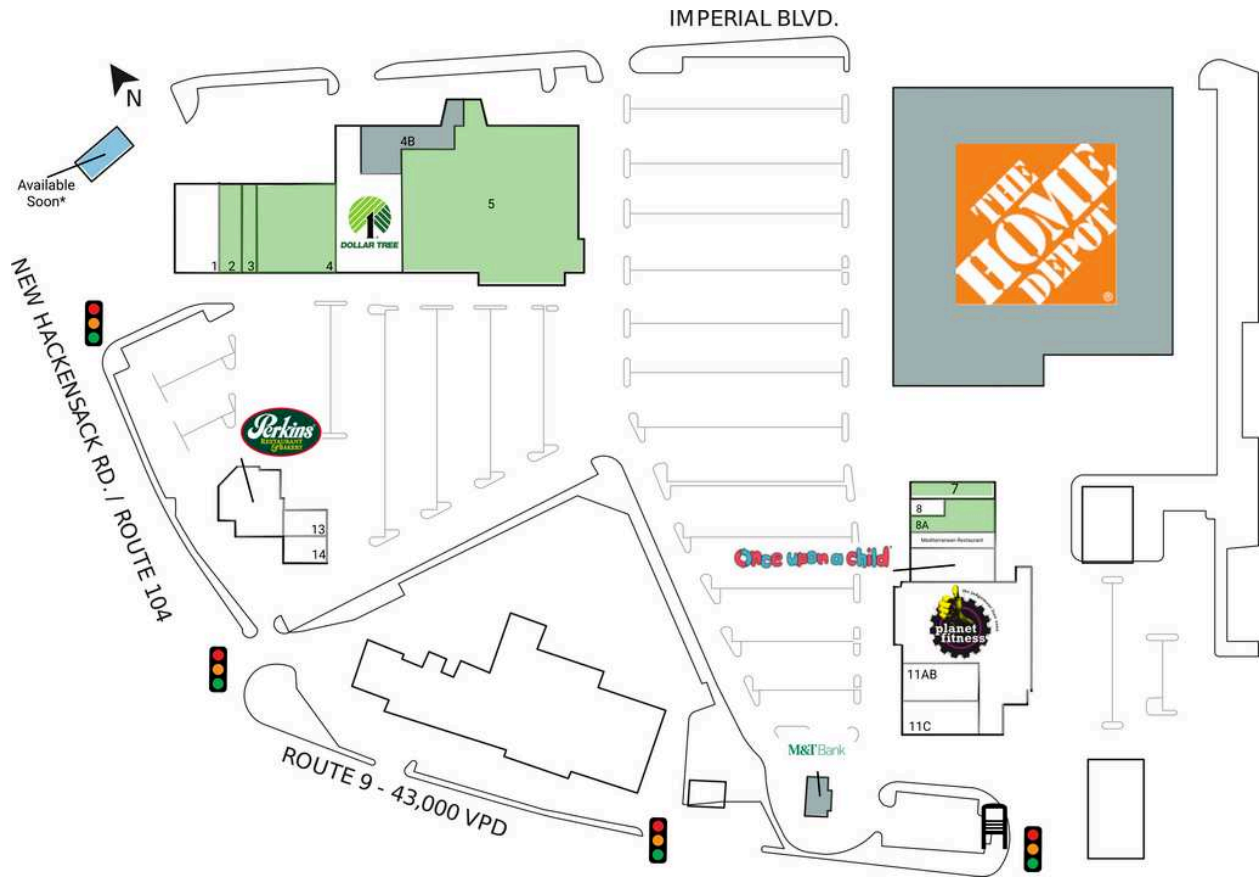 IMPERIAL BLVD.
N
Available
Soon*
4B
5
1
2
3
4
DOLLAR TREE
THE
HOME
DEPOT
®
NEW HACKENSACK RD. / ROUTE 104
Perkins
RESTAURANT
& BAKERY
13
14
7
8
8A
Mediterranean Restaurant
Once upon a child
planet
fitness
11AB
11C
M&T Bank
ROUTE 9 - 43,000 VPD